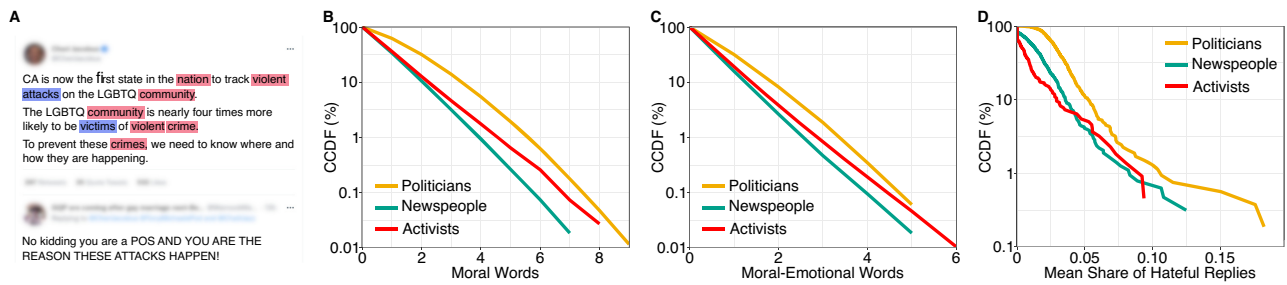 A
CA is now the first state in the nation to track violent
attacks on the LGBTQ community.
The LGBTQ community is nearly four times more
likely to be victims of violent crime.
To prevent these crimes, we need to know where and
how they are happening.
No kidding you are a POS AND YOU ARE THE
REASON THESE ATTACKS HAPPEN!
B
CCDF (%)
100
10
1
0.1
0.01
Politicians
Newspeople
Activists
0 2 4 6 8
Moral Words
C
CCDF (%)
100
10
1
0.1
0.01
Politicians
Newspeople
Activists
0 2 4 6
Moral-Emotional Words
D
CCDF (%)
100
10
1
0.1
Politicians
Newspeople
Activists
0 0.05 0.10 0.15
Mean Share of Hateful Replies